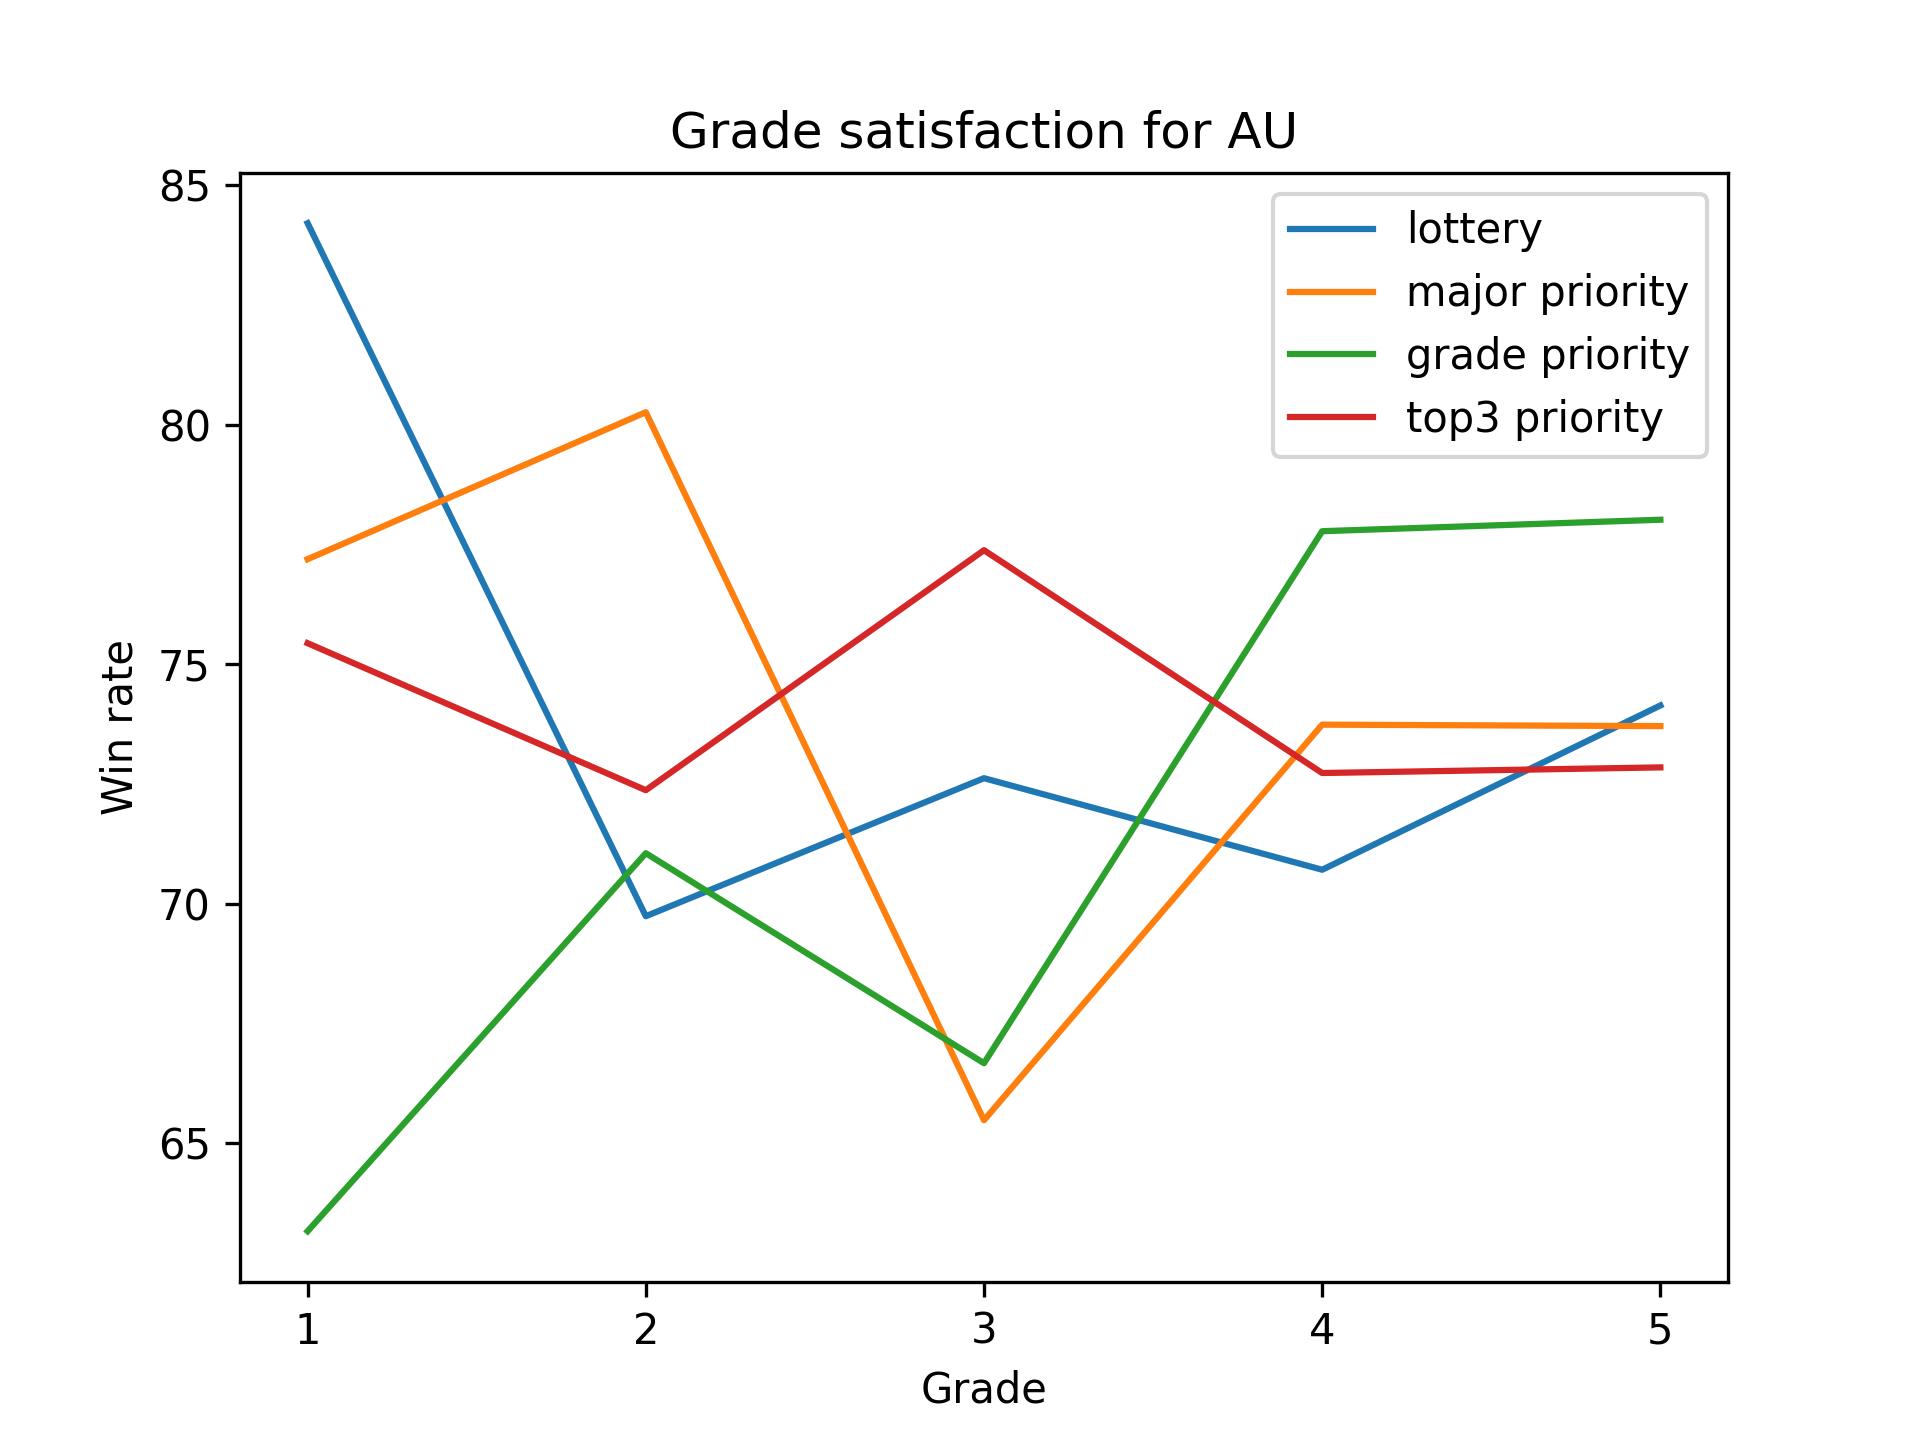 Grade satisfaction for AU
85
80
75
70
65
Win rate
lottery
major priority
grade priority
top3 priority
1 2 3 4 5
Grade